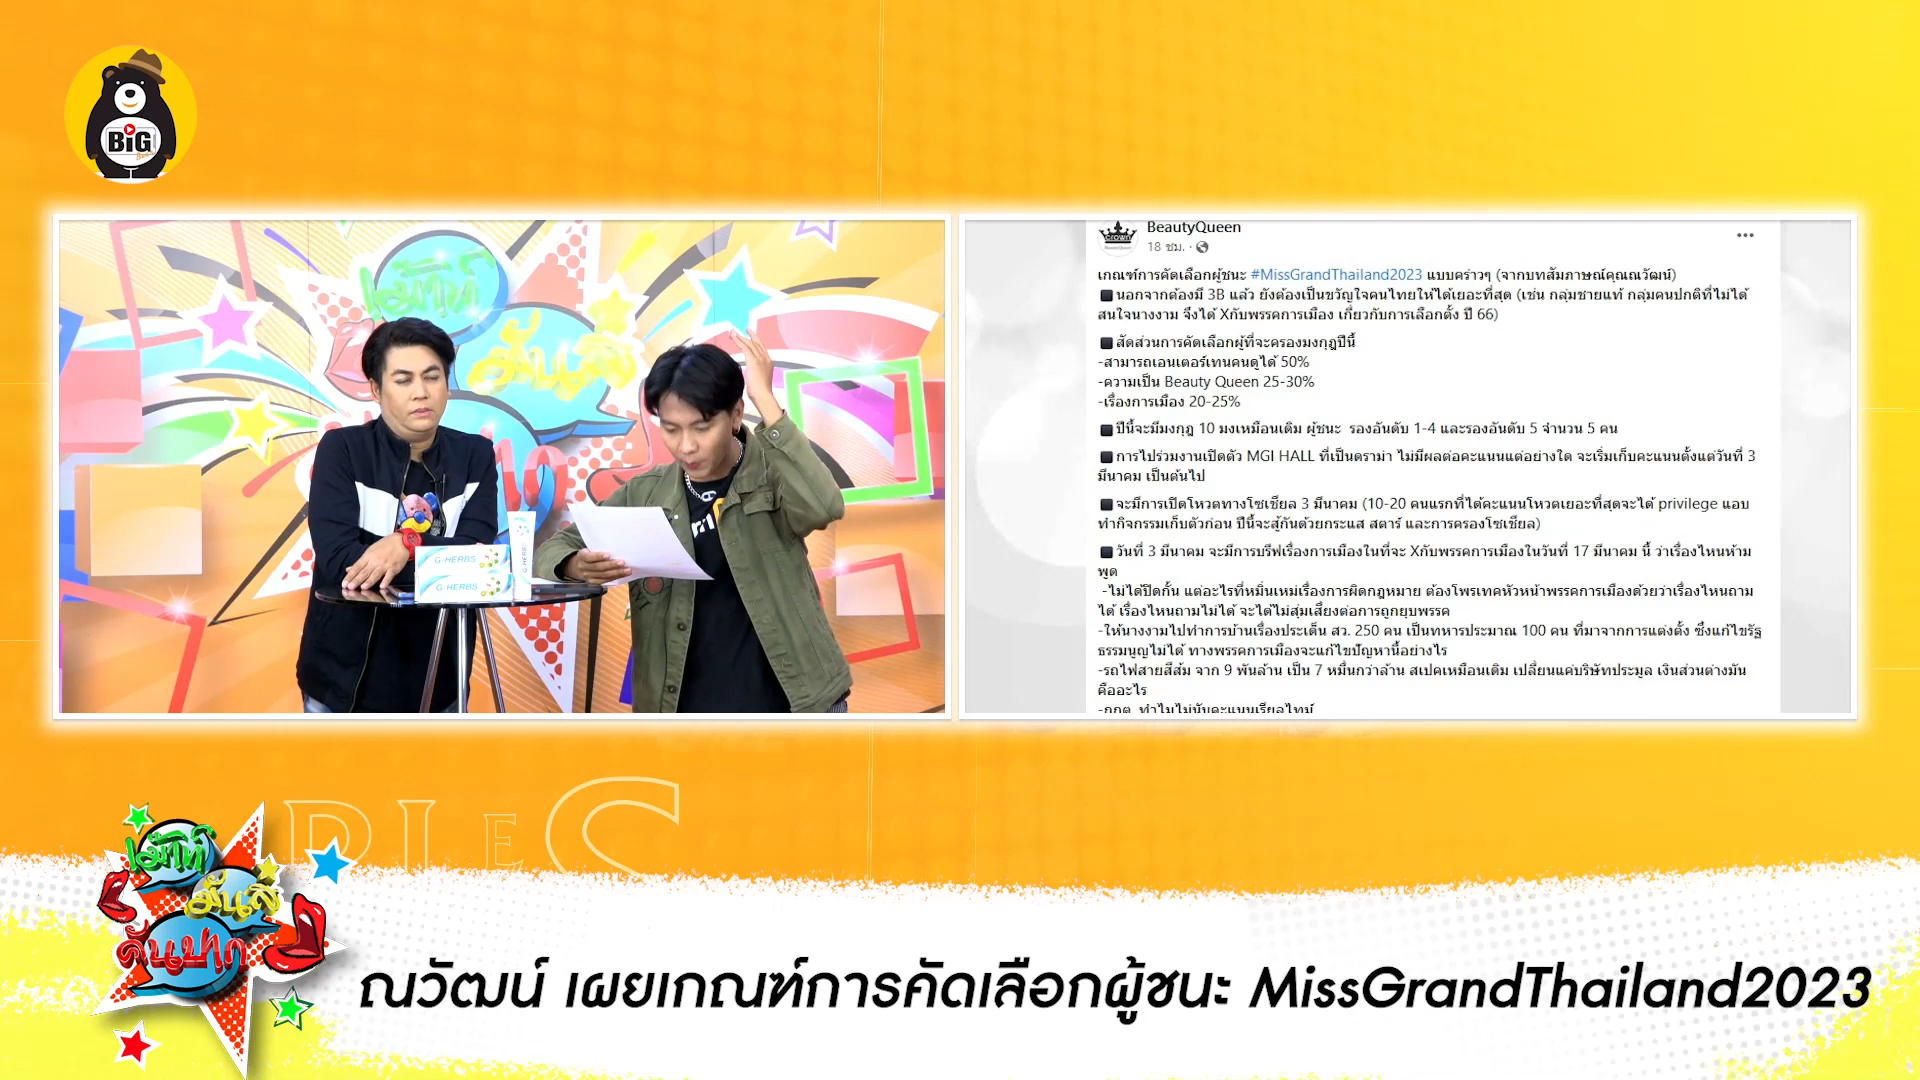 BiG
เม้าท์
มันส์
G-HERBS
G-HERBS
G-HERBS
BeautyQueen
18 ชม.
เกณฑ์การคัดเลือกผู้ชนะ #MissGrandThailand2023 แบบคร่าวๆ (จากบทสัมภาษณ์คุณณวัฒน์)
นอกจากต้องมี 3B แล้ว ยังต้องเป็นขวัญใจคนไทยให้ได้เยอะที่สุด (เช่น กลุ่มชายแท้ กลุ่มคนปกติที่ไม่ได้
สนใจนางงาม จึงได้ Xกับพรรคการเมือง เกี่ยวกับการเลือกตั้ง ปี 66)
สัดส่วนการคัดเลือกผู้ที่จะครองมงกุฎปีนี้
-สามารถเอนเตอร์เทนคนดูได้ 50%
-ความเป็น Beauty Queen 25-30%
-เรื่องการเมือง 20-25%
ปีนี้จะมีมงกุฎ 10 มงเหมือนเดิม ผู้ชนะ รองอันดับ 1-4 และรองอันดับ 5 จำนวน 5 คน
การไปร่วมงานเปิดตัว MGI HALL ที่เป็นดราม่า ไม่มีผลต่อคะแนนแต่อย่างใด จะเริ่มเก็บคะแนนตั้งแต่วันที่ 3
มีนาคม เป็นต้นไป
จะมีการเปิดโหวตทางโซเชียล 3 มีนาคม (10-20 คนแรกที่ได้คะแนนโหวตเยอะที่สุดจะได้ privilege แอบ
ทำกิจกรรมเก็บตัวก่อน ปีนี้จะสู้กันด้วยกระแส สตาร์ และการครองโซเชียล)
วันที่ 3 มีนาคม จะมีการบรีฟเรื่องการเมืองในที่จะ Xกับพรรคการเมืองในวันที่ 17 มีนาคม นี้ ว่าเรื่องไหนห้าม
พูด
-ไม่ได้ปิดกั้น แต่อะไรที่หมิ่นเหม่เรื่องการผิดกฎหมาย ต้องโพรเทคหัวหน้าพรรคการเมืองด้วยว่าเรื่องไหนถาม
ได้ เรื่องไหนถามไม่ได้ จะได้ไม่สุ่มเสี่ยงต่อการถูกยุบพรรค
-ให้นางงามไปทำการบ้านเรื่องประเด็น สว. 250 คน เป็นทหารประมาณ 100 คน ที่มาจากการแต่งตั้ง ซึ่งแก้ไขรัฐ
ธรรมนูญไม่ได้ ทางพรรคการเมืองจะแก้ไขปัญหานี้อย่างไร
-รถไฟสายสีส้ม จาก 9 พันล้าน เป็น 7 หมื่นกว่าล้าน สเปคเหมือนเดิม เปลี่ยนแค่บริษัทประมูล เงินส่วนต่างมัน
คืออะไร
-กกต. ทำไมไม่นับคะแนนเรียลไทม์
เม้าท์
มันส์
คันปาก
ณวัฒน์ เผยเกณฑ์การคัดเลือกผู้ชนะ MissGrandThailand2023